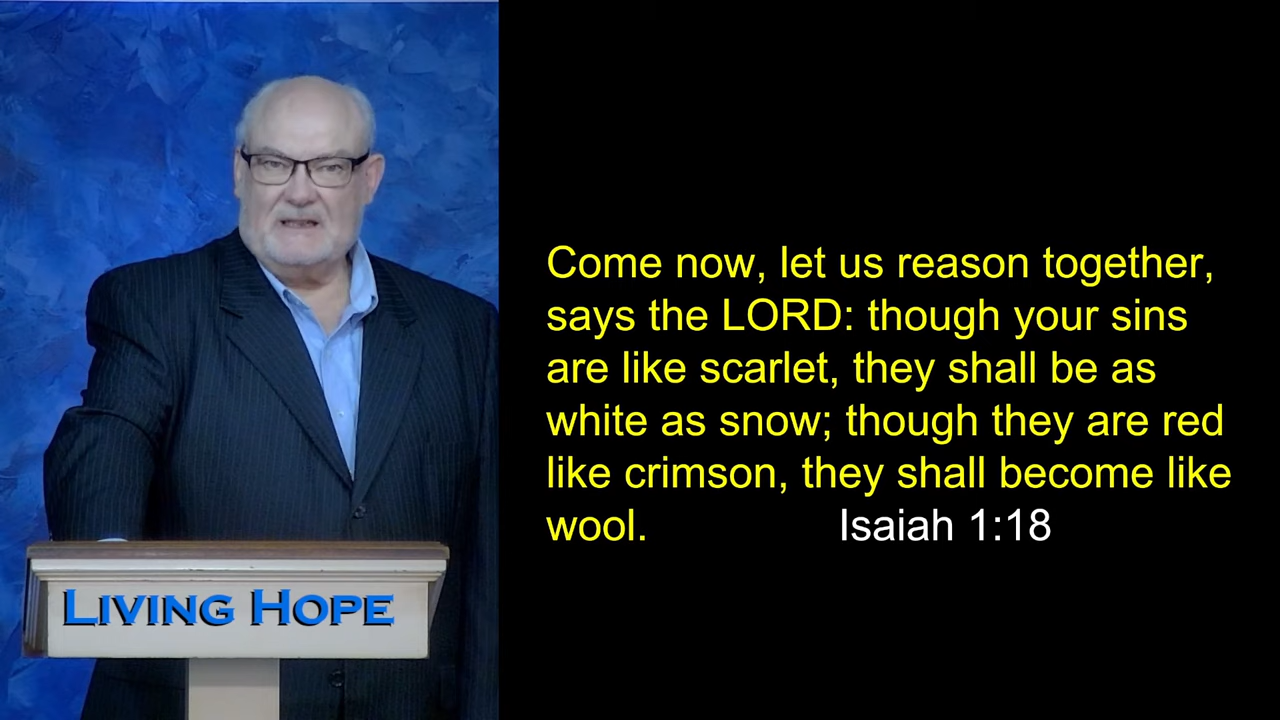 Come now, let us reason together,
says the LORD: though your sins
are like scarlet, they shall be as
white as snow; though they are red
like crimson, they shall become like
wool. Isaiah 1:18
LIVING HOPE